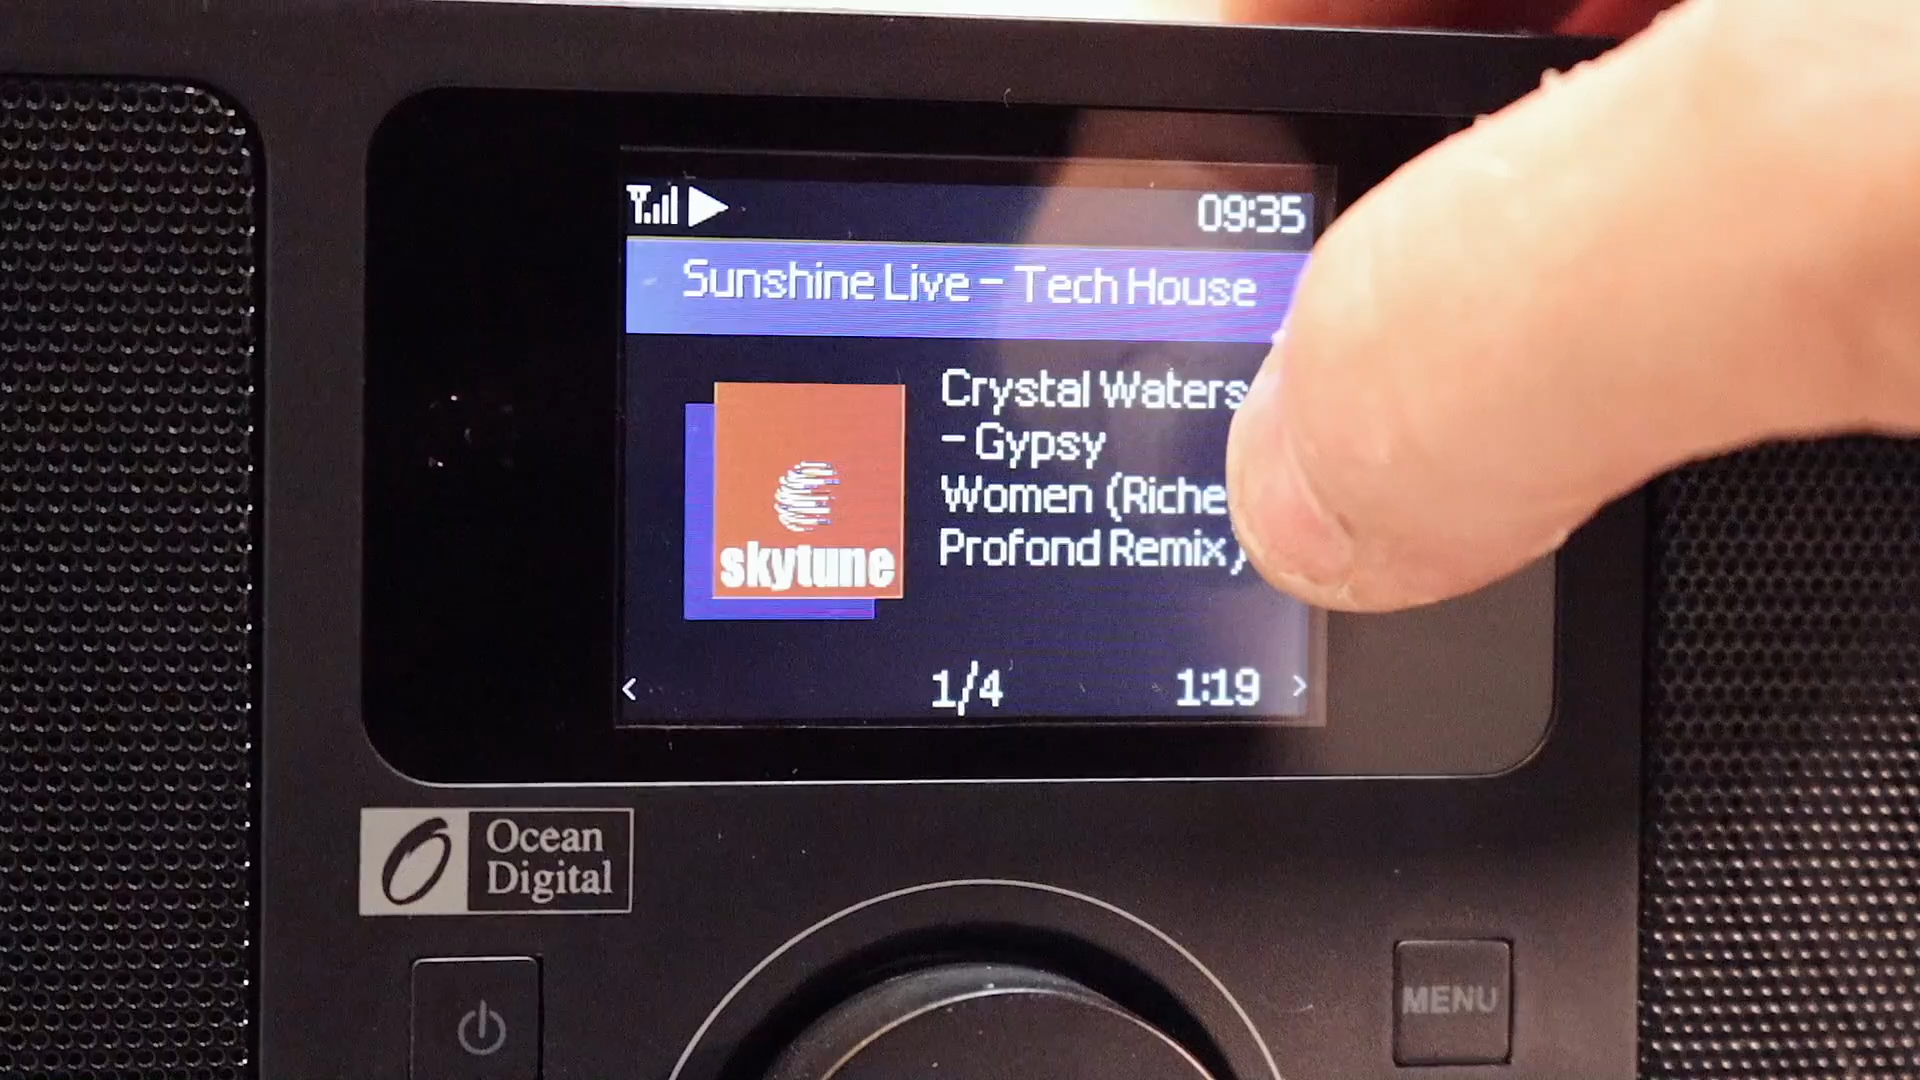 09:35
Sunshine Live - Tech House
Crystal Waters
- Gypsy
Women (Riche
Profond Remix)
skytune
< 1/4 1:19 >
Ocean
Digital
MENU